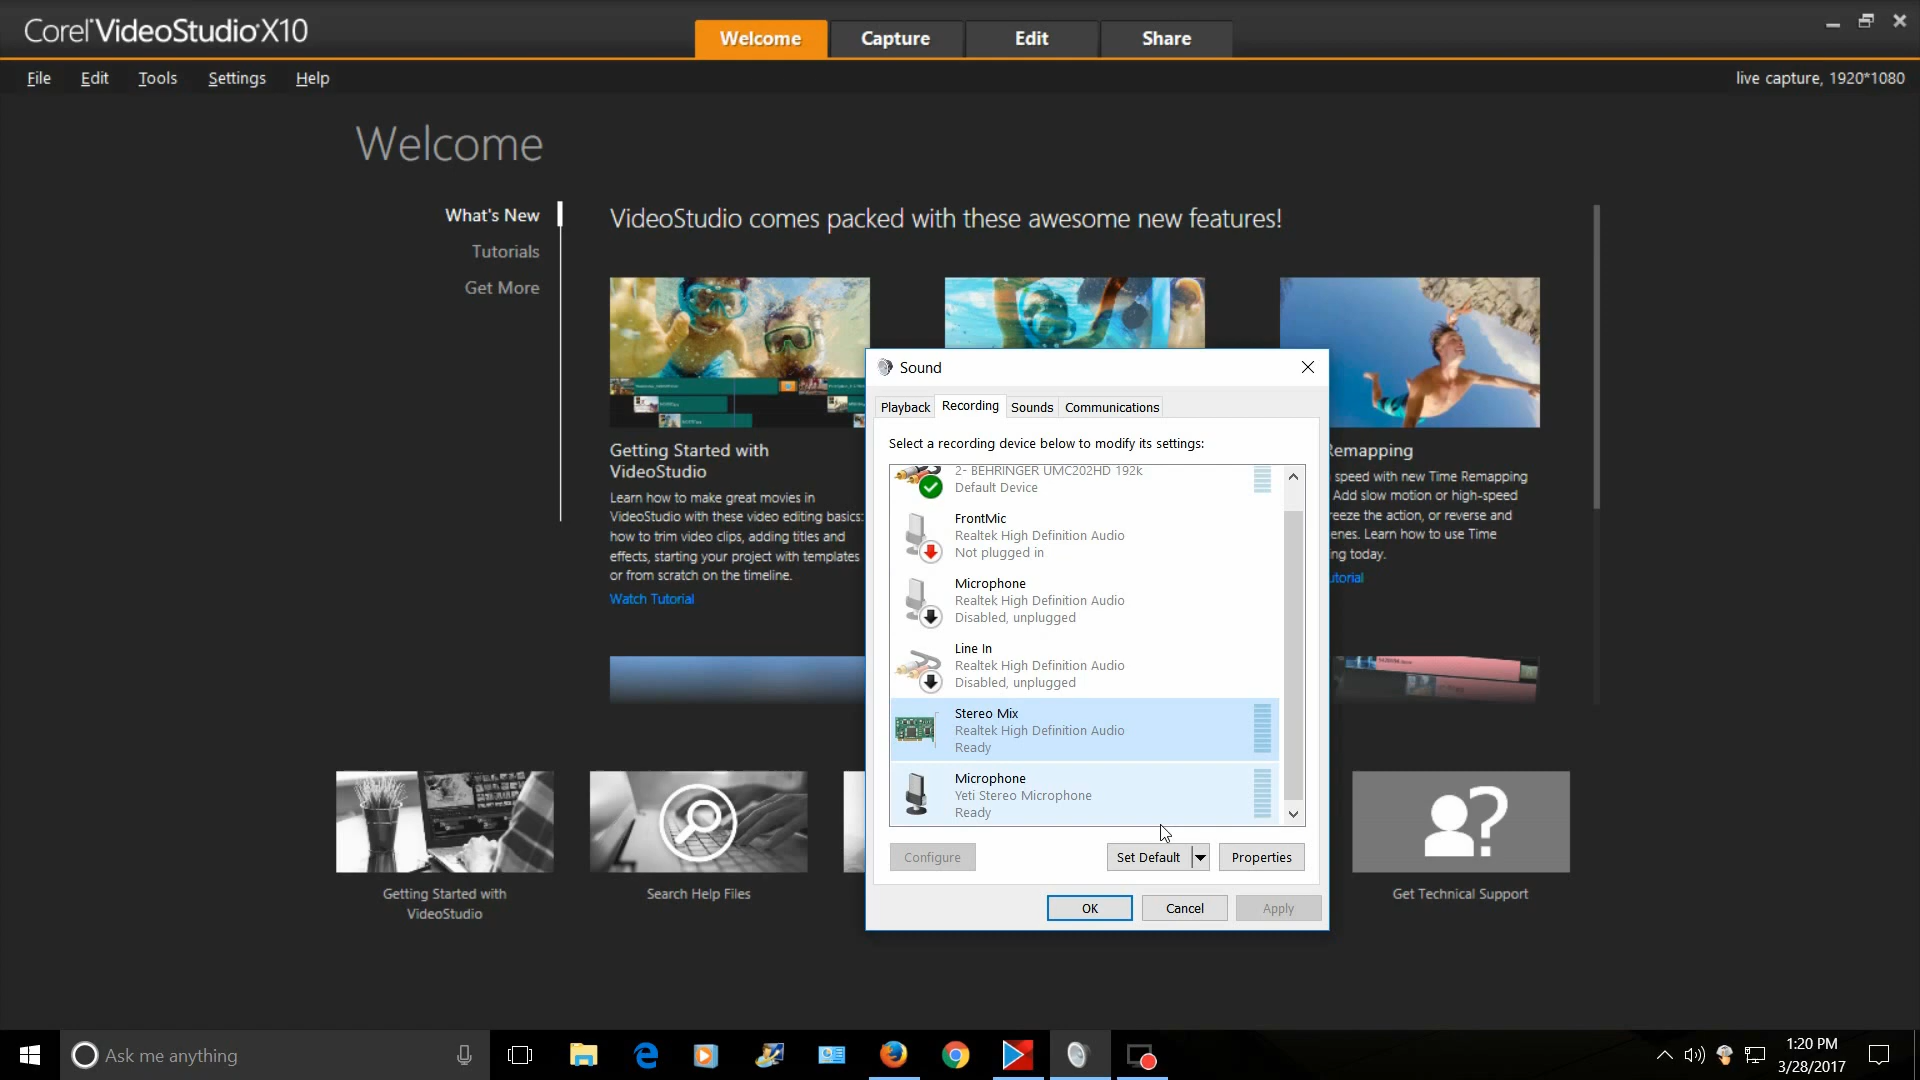 Corel VideoStudio X10
Welcome
Capture
Edit
Share
File
Edit
Tools
Settings
Help
live capture, 1920*1080
Welcome
What's New
Tutorials
Get More
VideoStudio comes packed with these awesome new features!
Getting Started with
VideoStudio
Learn how to make great movies in
VideoStudio with these video editing basics:
how to trim video clips, adding titles and
effects, starting your project with templates
or from scratch on the timeline.
Watch Tutorial
Remapping
speed with new Time Remapping
Add slow motion or high-speed
reeze the action, or reverse and
enes. Learn how to use Time
ng today.
utorial
Sound
Playback
Recording
Sounds
Communications
Select a recording device below to modify its settings:
2- BEHRINGER UMC202HD 192k
Default Device
FrontMic
Realtek High Definition Audio
Not plugged in
Microphone
Realtek High Definition Audio
Disabled, unplugged
Line In
Realtek High Definition Audio
Disabled, unplugged
Stereo Mix
Realtek High Definition Audio
Ready
Microphone
Yeti Stereo Microphone
Ready
Configure
Set Default
Properties
OK
Cancel
Apply
Getting Started with
VideoStudio
Search Help Files
Get Technical Support
Ask me anything
1:20 PM
3/28/2017